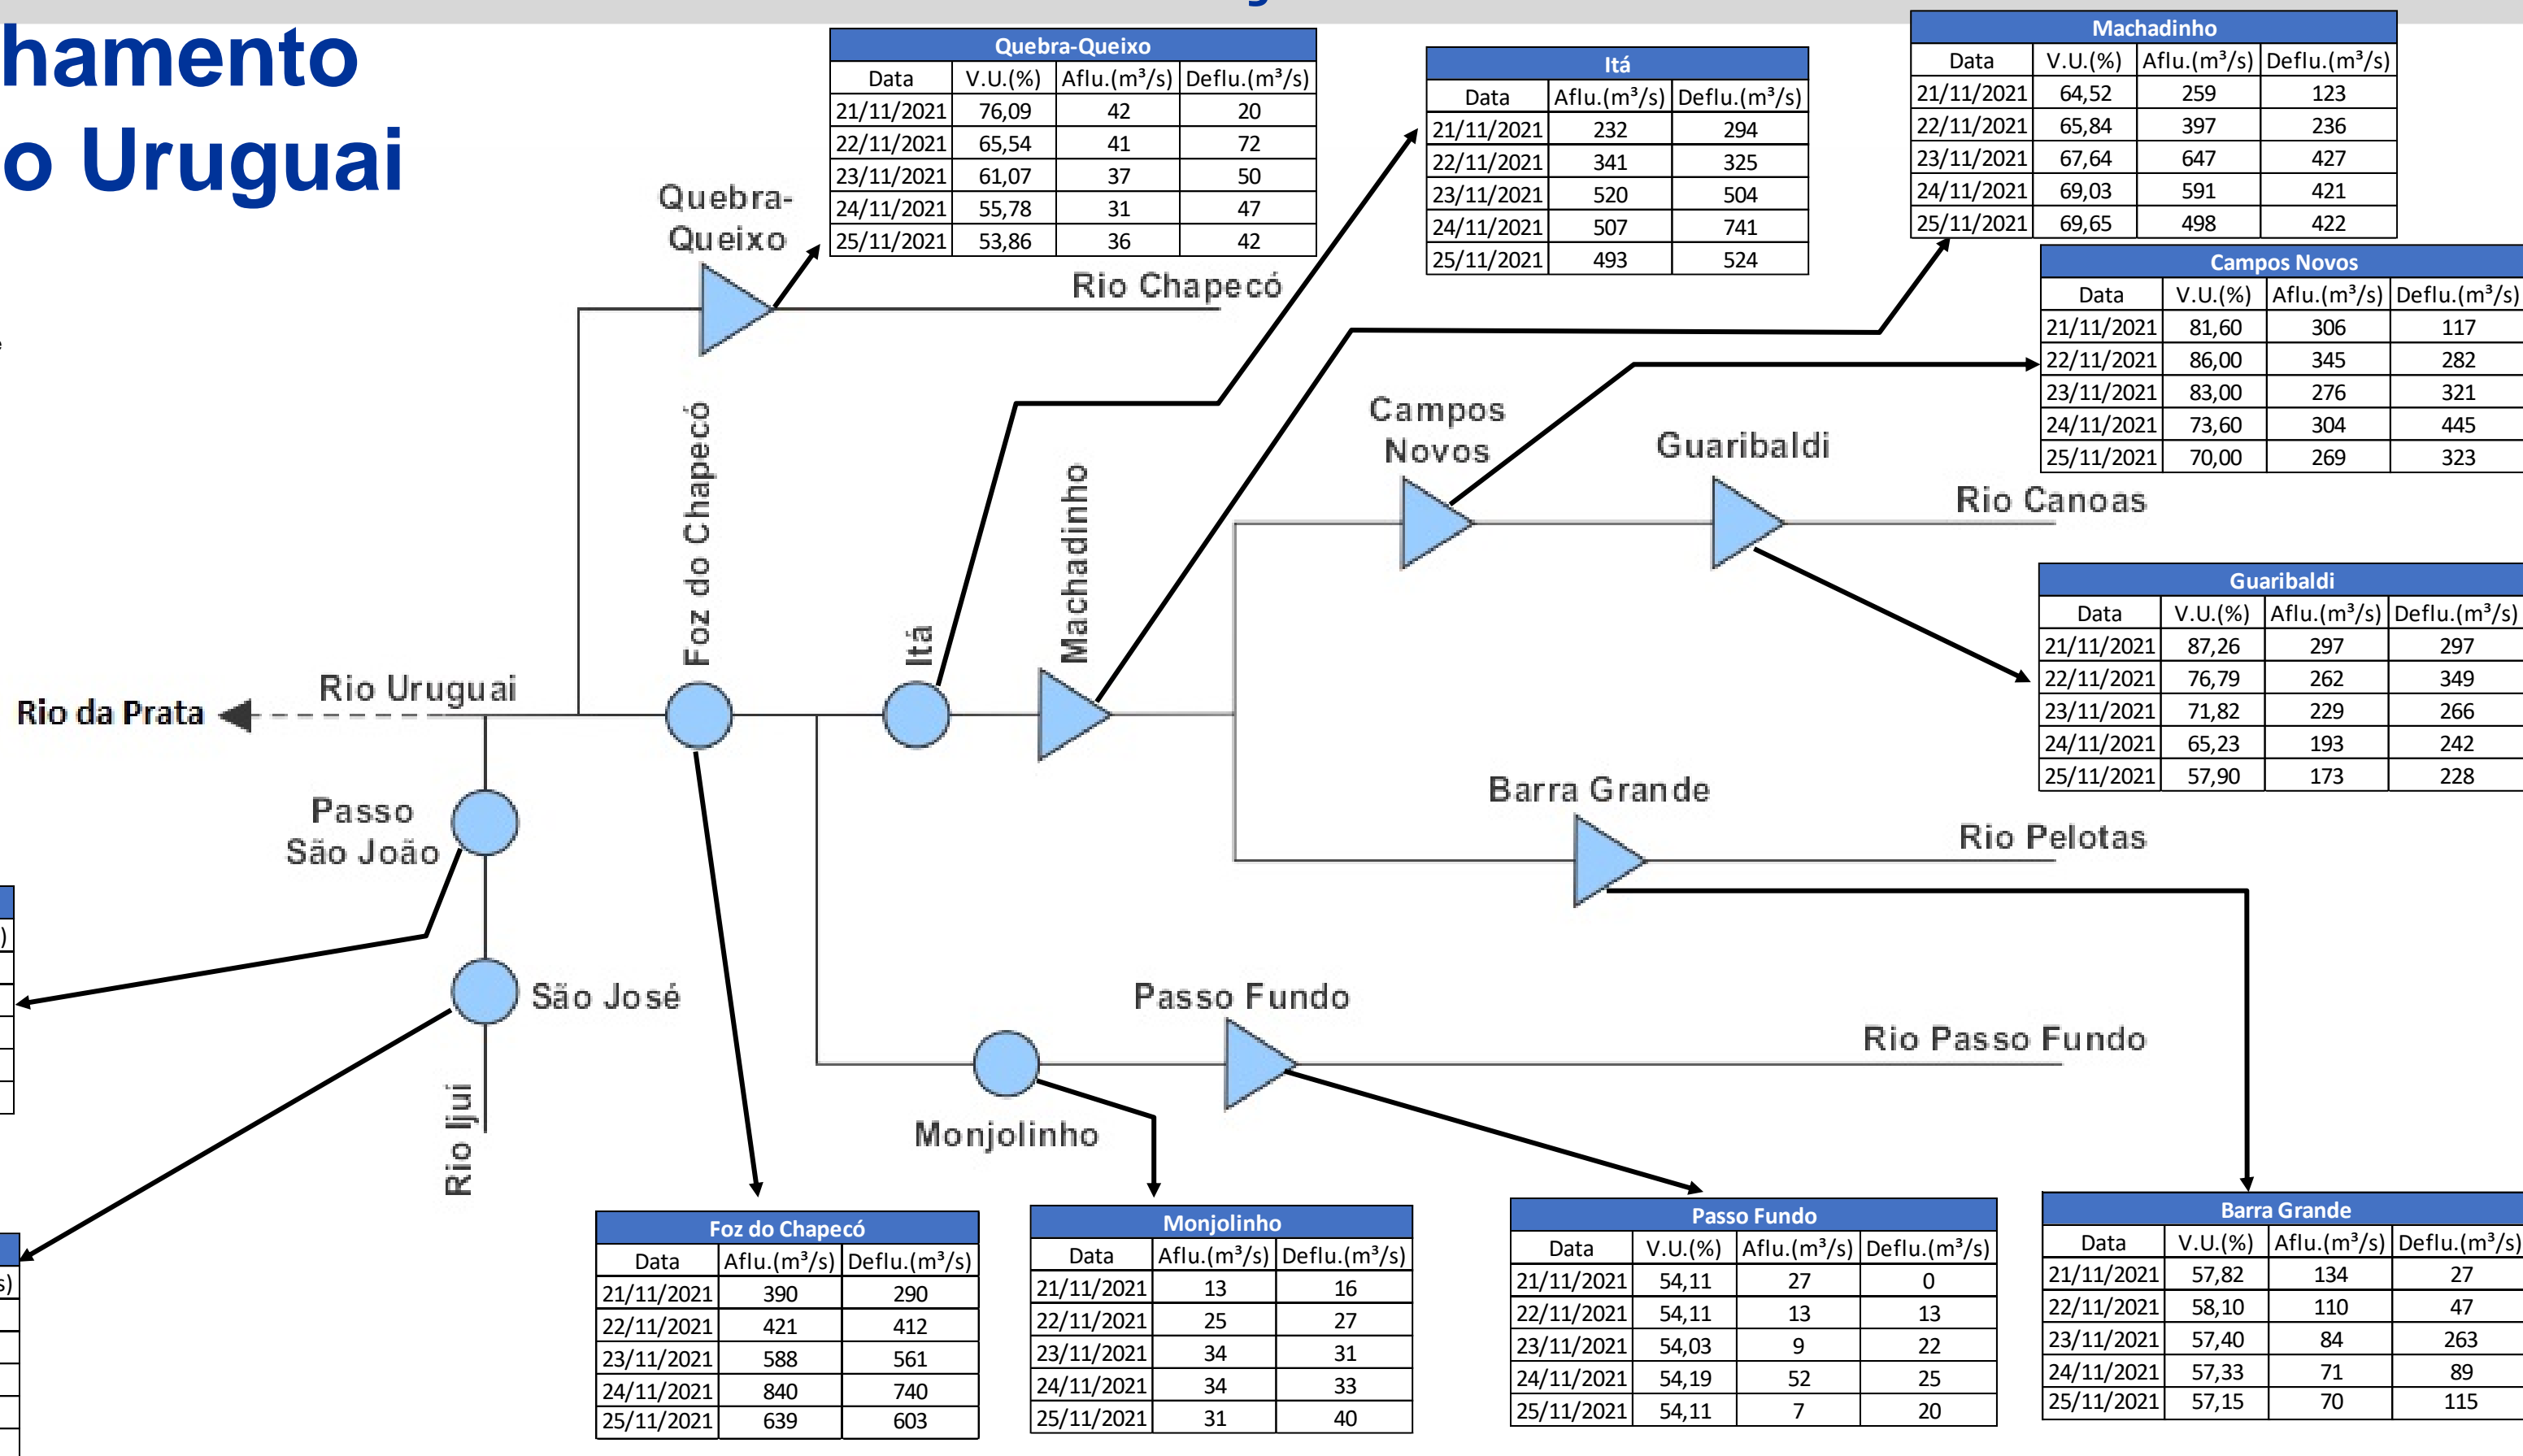 hamento
o Uruguai
Quebra-Queixo
Data V.U.(%) Aflu.(m³/s) Deflu.(m³/s)
21/11/2021 76,09 42 20
22/11/2021 65,54 41 72
23/11/2021 61,07 37 50
24/11/2021 55,78 31 47
25/11/2021 53,86 36 42
Itá
Data Aflu.(m³/s) Deflu.(m³/s)
21/11/2021 232 294
22/11/2021 341 325
23/11/2021 520 504
24/11/2021 507 741
25/11/2021 493 524
Machadinho
Data V.U.(%) Aflu.(m³/s) Deflu.(m³/s)
21/11/2021 64,52 259 123
22/11/2021 65,84 397 236
23/11/2021 67,64 647 427
24/11/2021 69,03 591 421
25/11/2021 69,65 498 422
Campos Novos
Data V.U.(%) Aflu.(m³/s) Deflu.(m³/s)
21/11/2021 81,60 306 117
22/11/2021 86,00 345 282
23/11/2021 83,00 276 321
24/11/2021 73,60 304 445
25/11/2021 70,00 269 323
Quebra-
Queixo
Rio Chapecó
Foz do Chapecó
Itá
Machadinho
Campos
Novos
Guaribaldi
Rio Canoas
Guaribaldi
Data V.U.(%) Aflu.(m³/s) Deflu.(m³/s)
21/11/2021 87,26 297 297
22/11/2021 76,79 262 349
23/11/2021 71,82 229 266
24/11/2021 65,23 193 242
25/11/2021 57,90 173 228
Rio da Prata
Rio Uruguai
Passo
São João
Barra Grande
Rio Pelotas
São José
Passo Fundo
Rio Passo Fundo
Monjolinho
Rio Ijui
)
s)
Foz do Chapecó
Data Aflu.(m³/s) Deflu.(m³/s)
21/11/2021 390 290
22/11/2021 421 412
23/11/2021 588 561
24/11/2021 840 740
25/11/2021 639 603
Monjolinho
Data Aflu.(m³/s) Deflu.(m³/s)
21/11/2021 13 16
22/11/2021 25 27
23/11/2021 34 31
24/11/2021 34 33
25/11/2021 31 40
Passo Fundo
Data V.U.(%) Aflu.(m³/s) Deflu.(m³/s)
21/11/2021 54,11 27 0
22/11/2021 54,11 13 13
23/11/2021 54,03 9 22
24/11/2021 54,19 52 25
25/11/2021 54,11 7 20
Barra Grande
Data V.U.(%) Aflu.(m³/s) Deflu.(m³/s)
21/11/2021 57,82 134 27
22/11/2021 58,10 110 47
23/11/2021 57,40 84 263
24/11/2021 57,33 71 89
25/11/2021 57,15 70 115